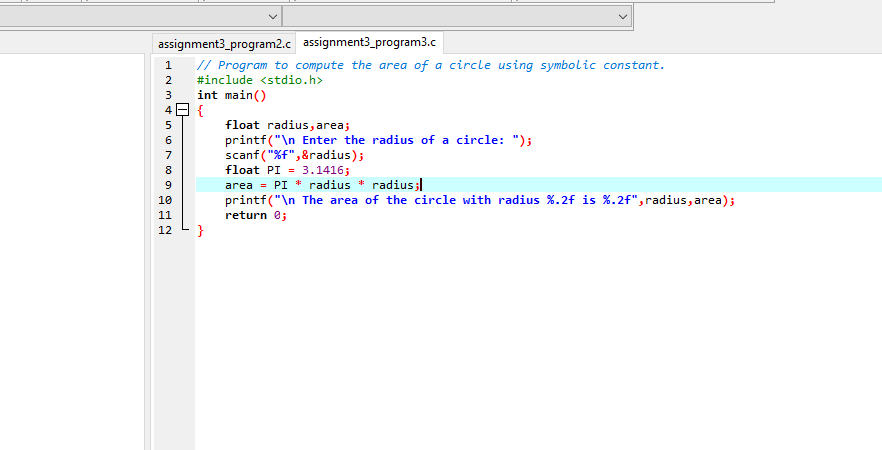 assignment3_program2.c assignment3_program3.c
1 // Program to compute the area of a circle using symbolic constant.
2 #include <stdio.h>
3 int main()
4 {
5 float radius,area;
6 printf("\n Enter the radius of a circle: ");
7 scanf("%f",&radius);
8 float PI = 3.1416;
9 area = PI * radius * radius;
10 printf("\n The area of the circle with radius %.2f is %.2f",radius,area);
11 return 0;
12 }